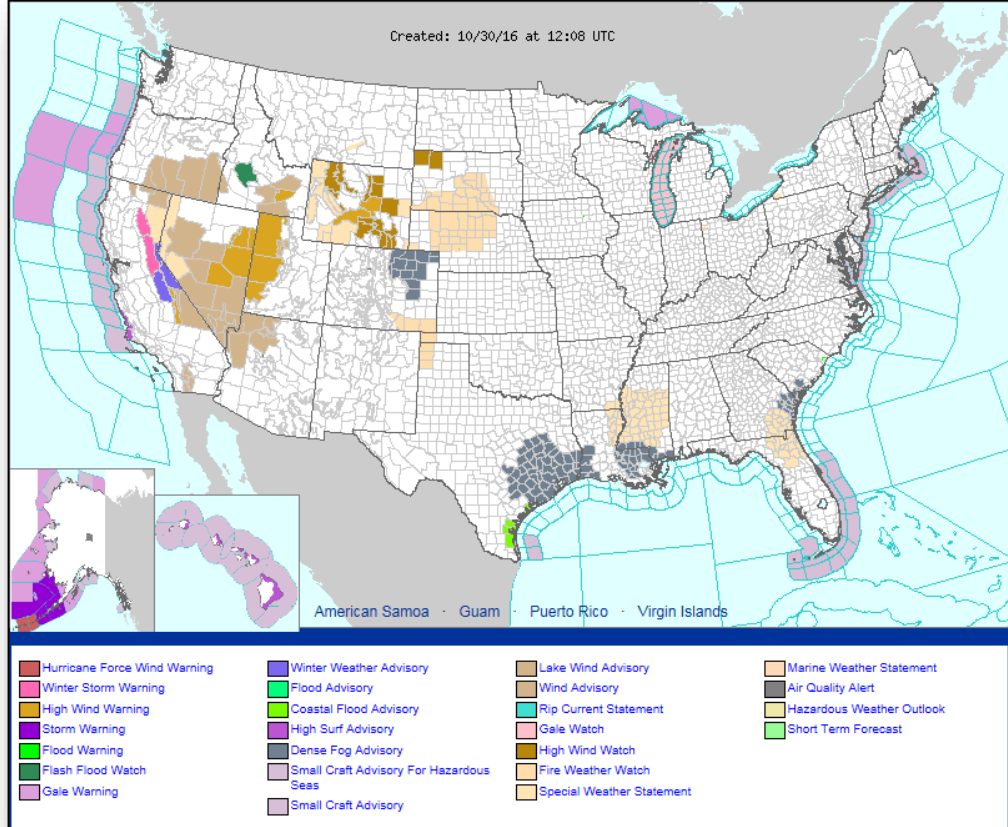 Created: 10/30/16 at 12:08 UTC
American Samoa · Guam · Puerto Rico · Virgin Islands
Hurricane Force Wind Warning
Winter Storm Warning
High Wind Warning
Storm Warning
Flood Warning
Flash Flood Watch
Gale Warning
Winter Weather Advisory
Flood Advisory
Coastal Flood Advisory
High Surf Advisory
Dense Fog Advisory
Small Craft Advisory For Hazardous
Seas
Small Craft Advisory
Lake Wind Advisory
Wind Advisory
Rip Current Statement
Gale Watch
High Wind Watch
Fire Weather Watch
Special Weather Statement
Marine Weather Statement
Air Quality Alert
Hazardous Weather Outlook
Short Term Forecast